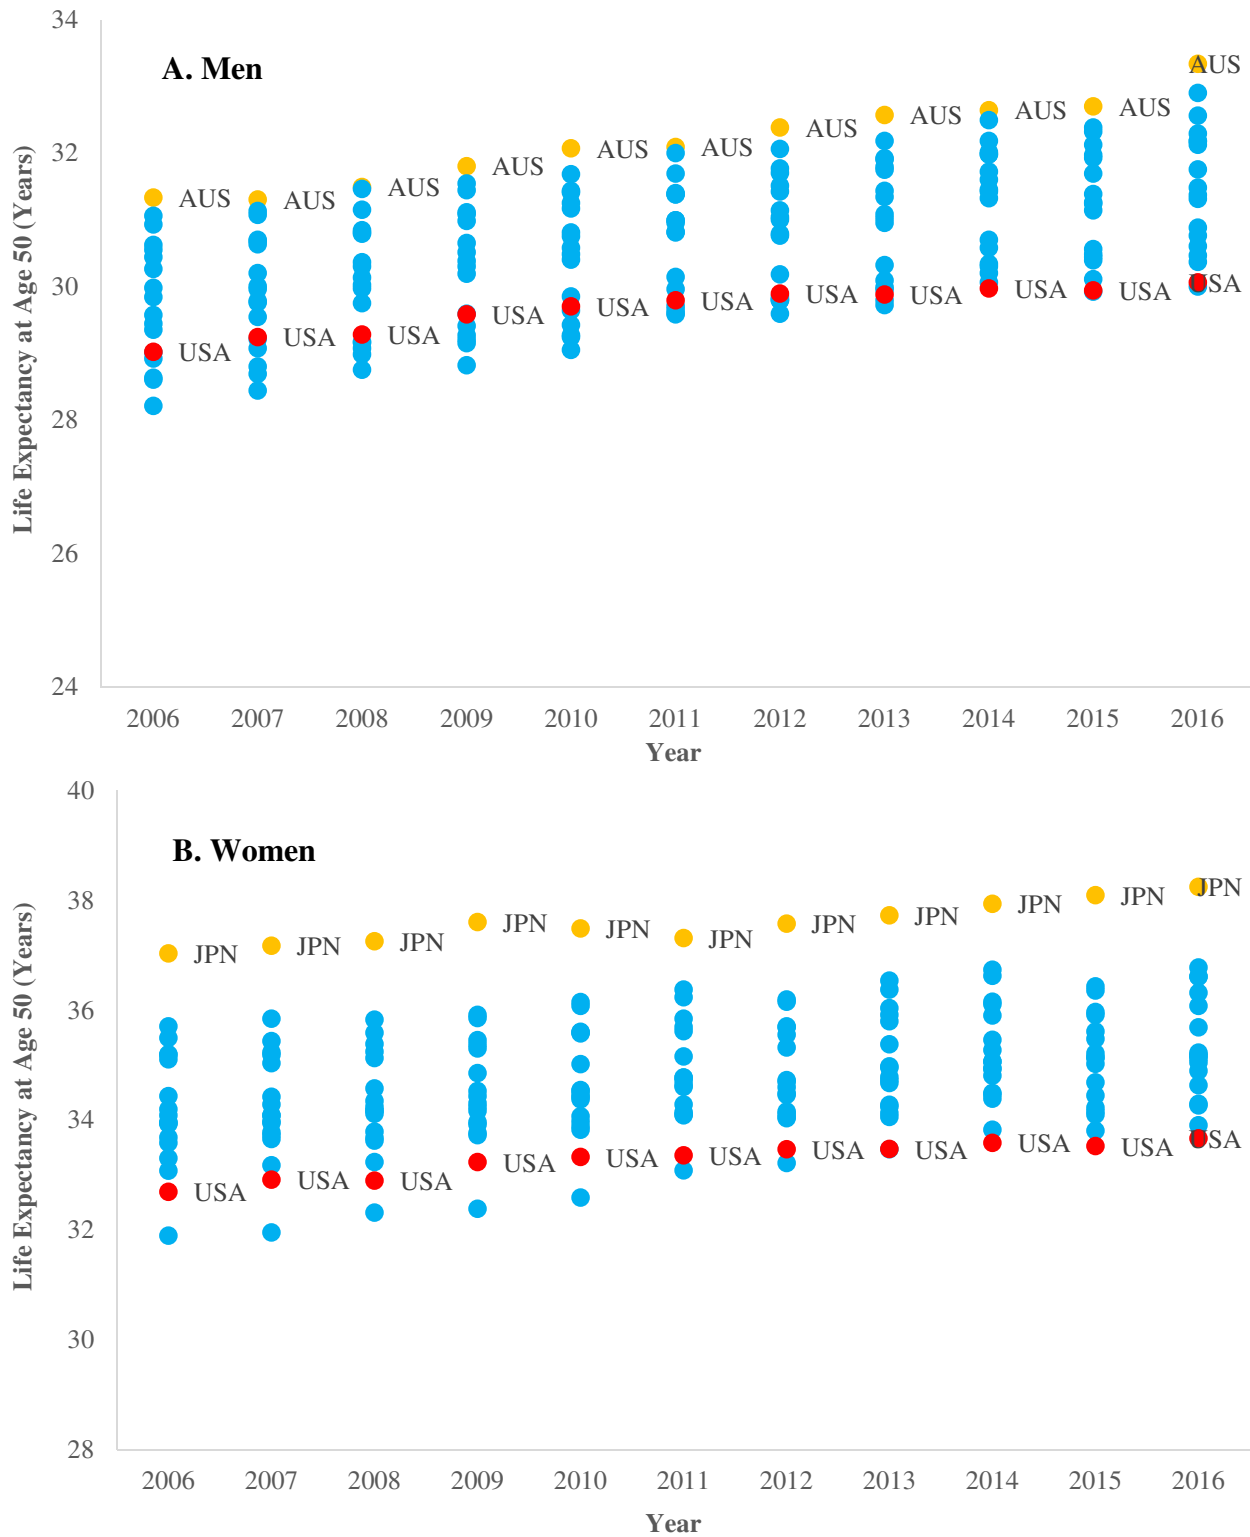 34
A. Men
32
30
28
26
24
Life Expectancy at Age 50 (Years)
AUS
AUS
AUS
AUS
AUS
AUS
AUS
AUS
AUS
AUS
AUS
USA
USA
USA
USA
USA
USA
USA
USA
USA
USA
USA
2006 2007 2008 2009 2010 2011 2012 2013 2014 2015 2016
Year
40
B. Women
38
36
34
32
30
28
Life Expectancy at Age 50 (Years)
JPN
JPN
JPN
JPN
JPN
JPN
JPN
JPN
JPN
JPN
JPN
USA
USA
USA
USA
USA
USA
USA
USA
USA
USA
USA
2006 2007 2008 2009 2010 2011 2012 2013 2014 2015 2016
Year